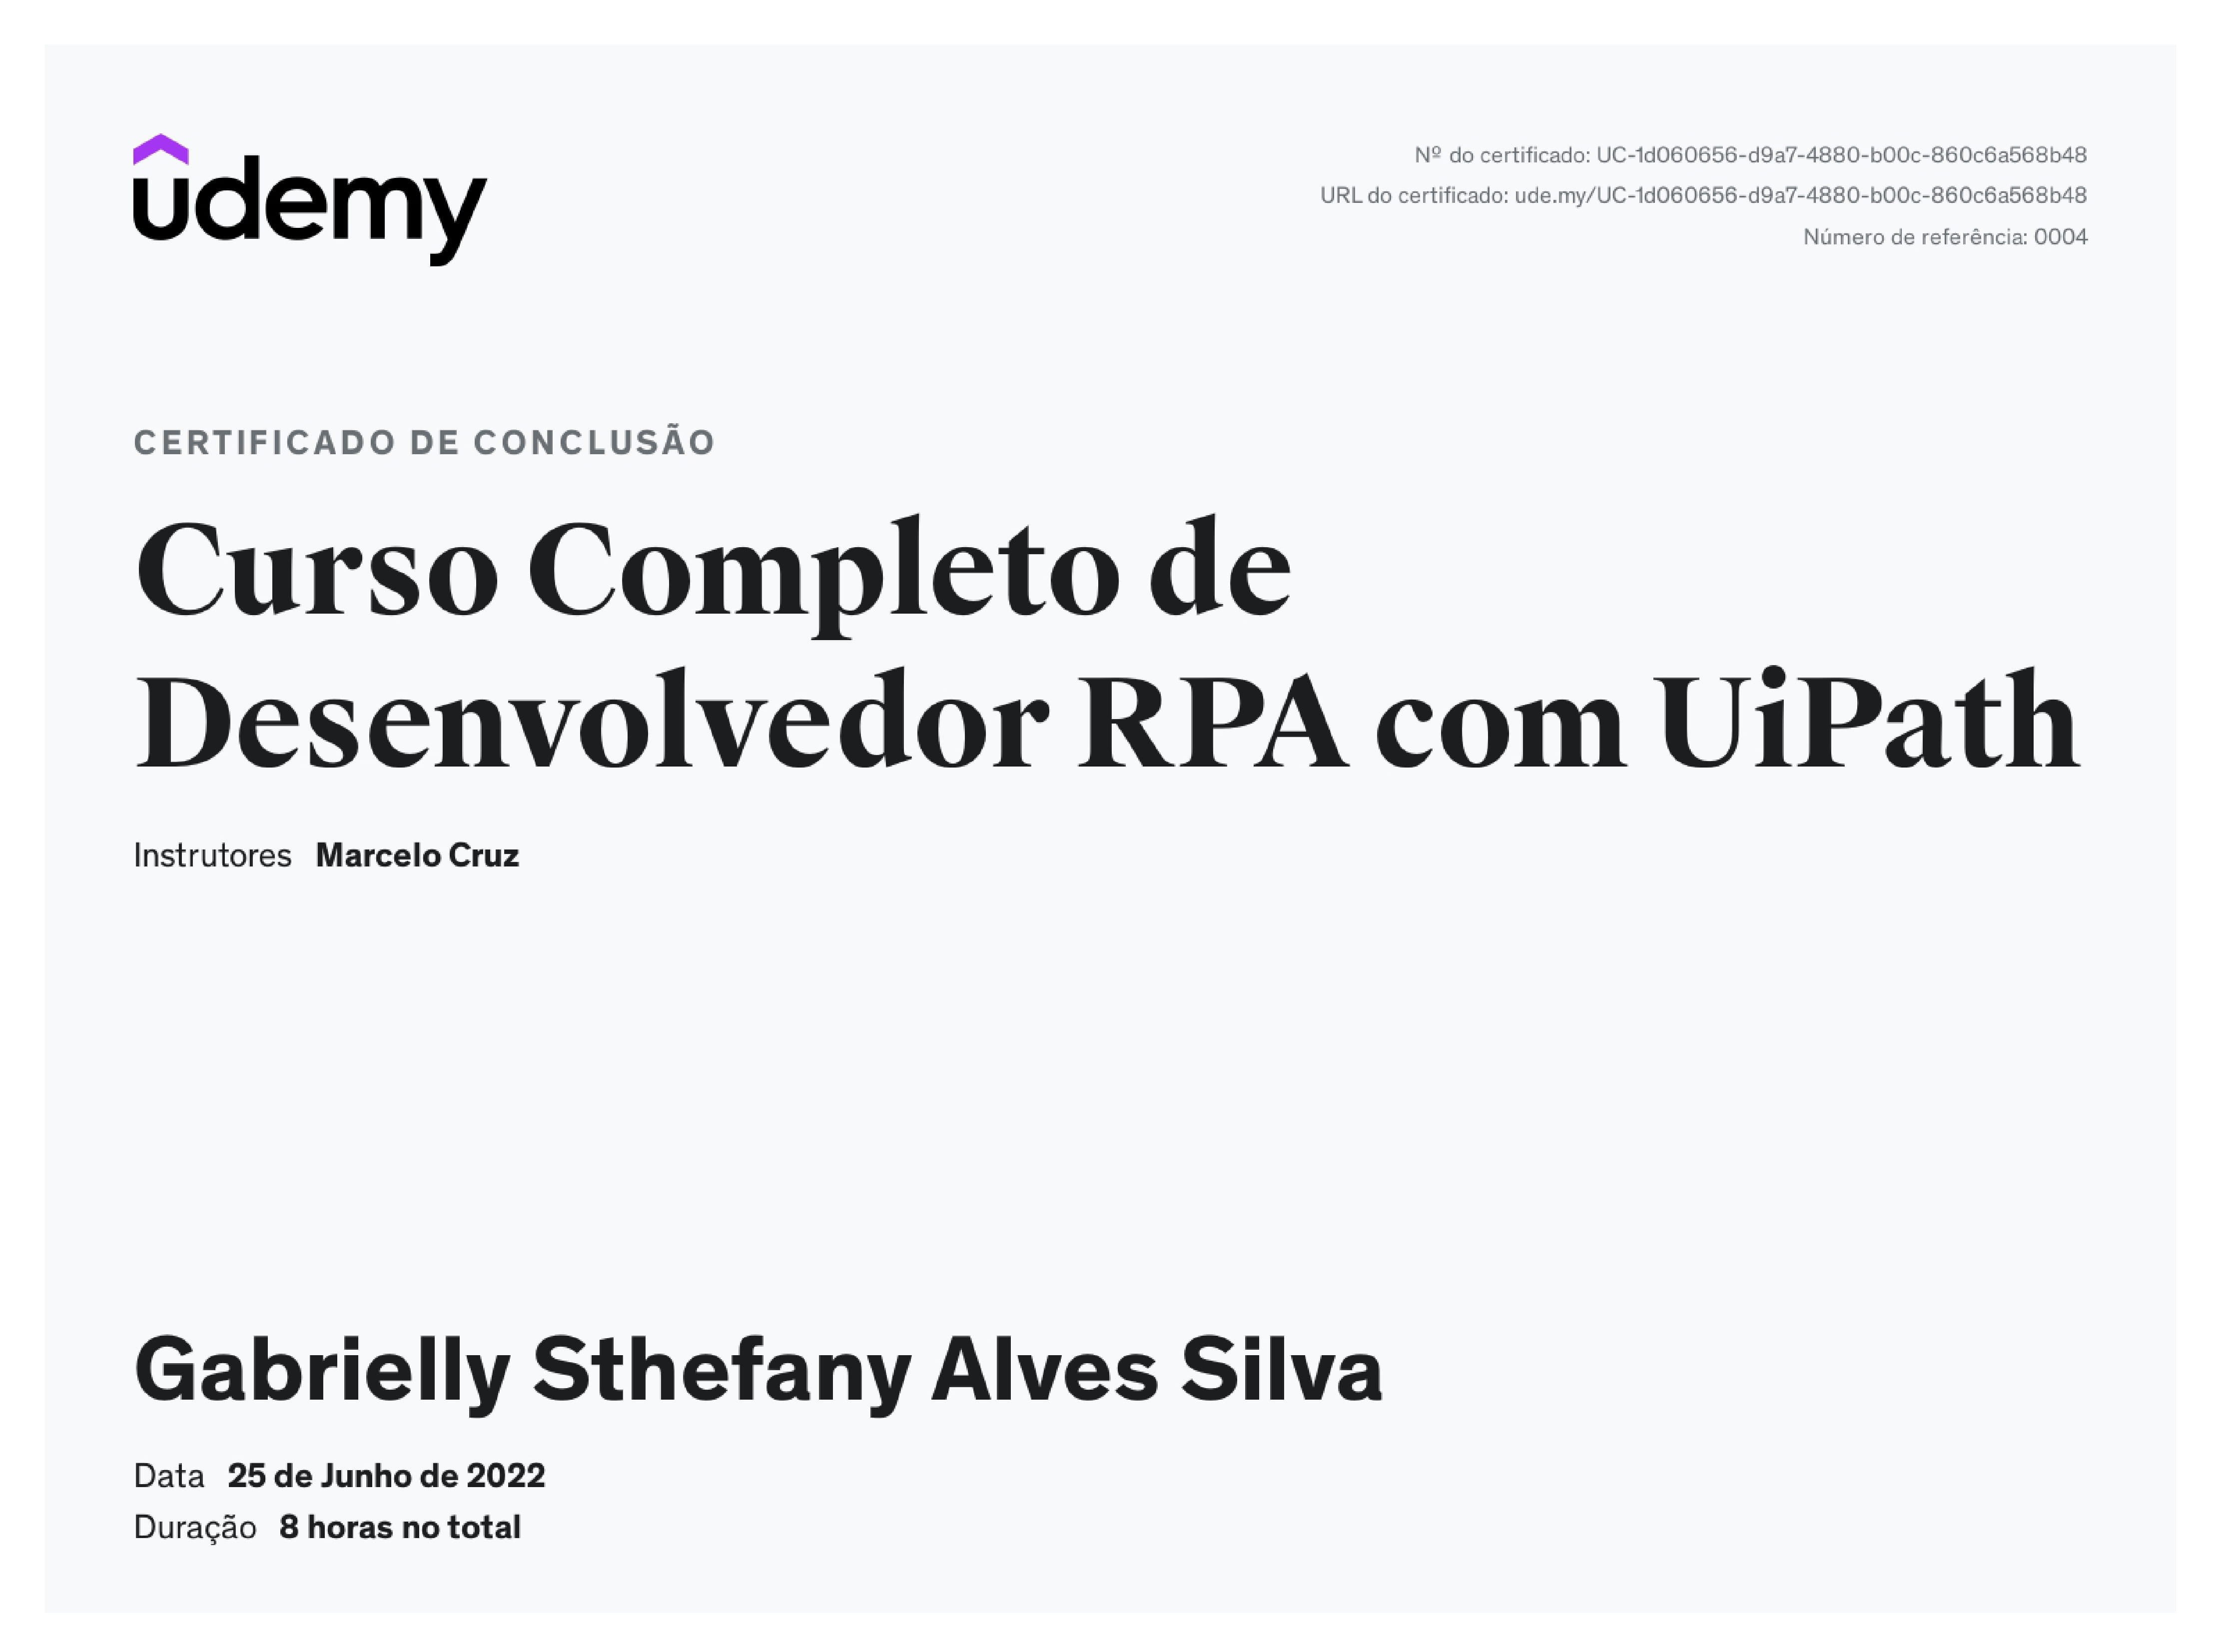 udemy
Nº do certificado: UC-1d060656-d9a7-4880-b00c-860c6a568b48
URL do certificado: ude.my/UC-1d060656-d9a7-4880-b00c-860c6a568b48
Número de referência: 0004
CERTIFICADO DE CONCLUSÃO
Curso Completo de
Desenvolvedor RPA com UiPath
Instrutores Marcelo Cruz
Gabrielly Sthefany Alves Silva
Data 25 de Junho de 2022
Duração 8 horas no total